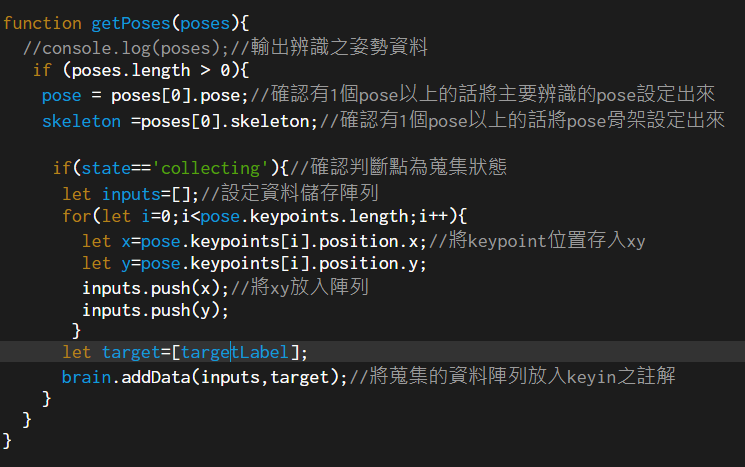 function getPoses(poses){
//console.log(poses);//輸出辨識之姿勢資料
if (poses.length > 0){
pose = poses[0].pose;//確認有1個pose以上的話將主要辨識的pose設定出來
skeleton =poses[0].skeleton;//確認有1個pose以上的話將pose骨架設定出來
if(state=='collecting'){//確認判斷點為蒐集狀態
let inputs=[];//設定資料儲存陣列
for(let i=0;i<pose.keypoints.length;i++){
let x=pose.keypoints[i].position.x;//將keypoint位置存入xy
let y=pose.keypoints[i].position.y;
inputs.push(x);//將xy放入陣列
inputs.push(y);
}
let target=[targetLabel];
brain.addData(inputs,target);//將蒐集的資料陣列放入keyin之註解
}
}
}